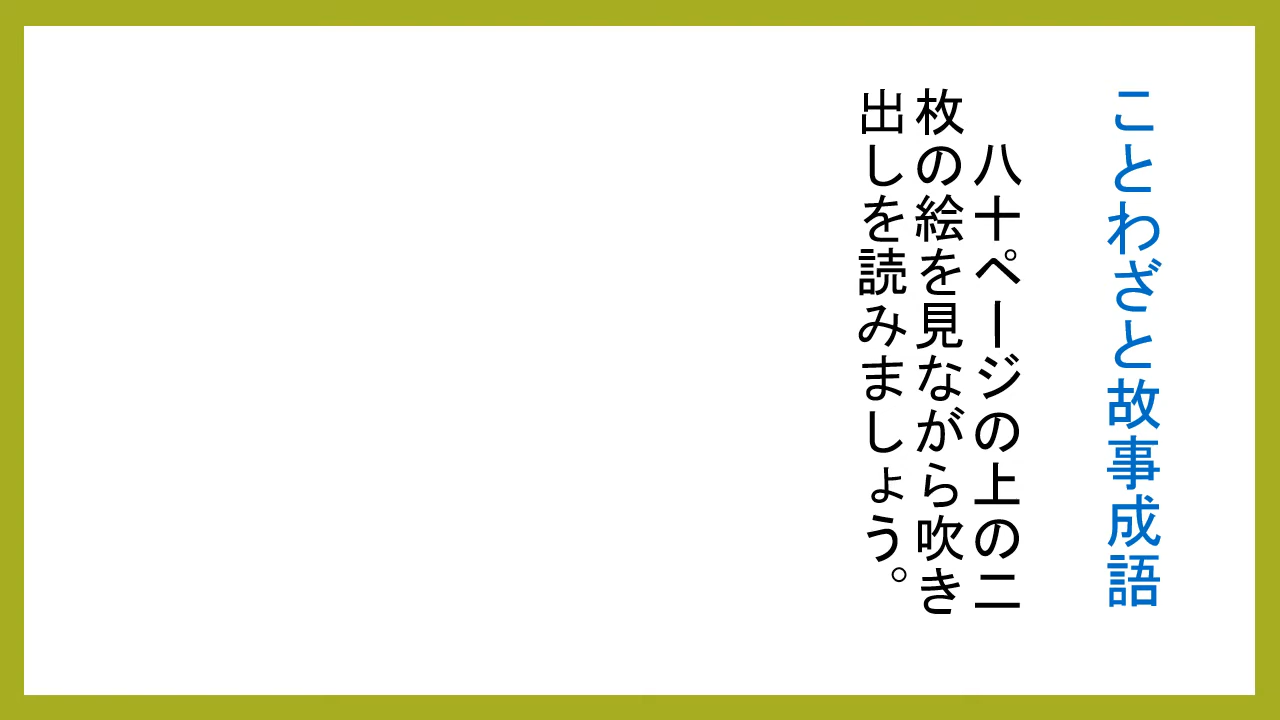 ことわざと故事成語
八十ページの上の二
枚の絵を見ながら吹き
出しを読みましょう。